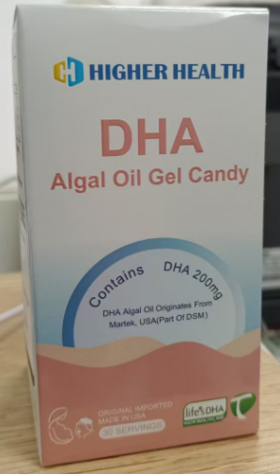 HIGHER HEALTH
DHA
Algal Oil Gel Candy
Contains DHA 200mg
DHA Algal Oil Originates From
Martek, USA(Part Of DSM)
ORIGINAL IMPORTED
MADE IN USA
30 SERVINGS
life'sDHA